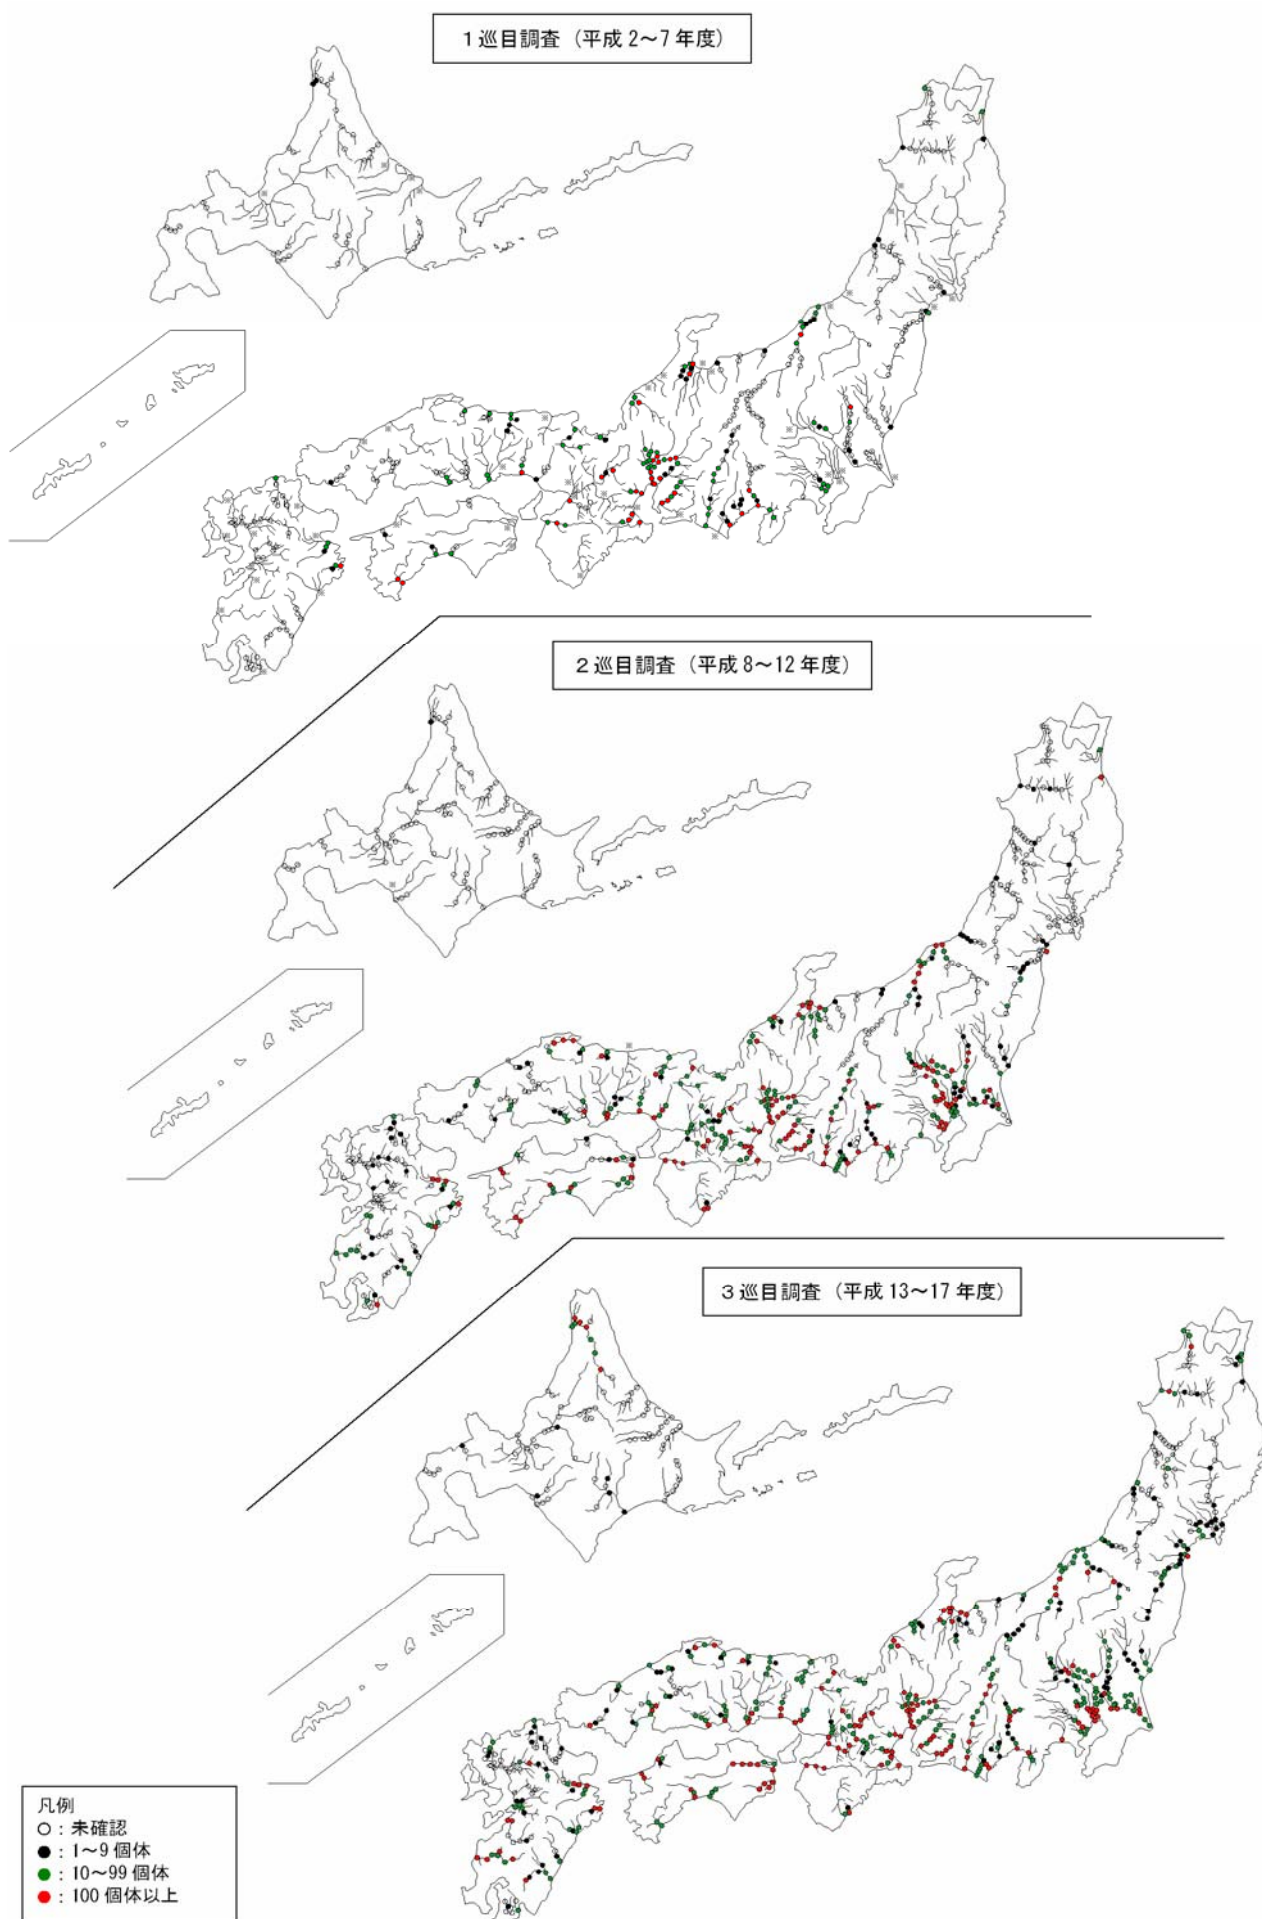 1巡目調査（平成2～7年度）
2巡目調査（平成8～12年度）
3巡目調査（平成13～17年度）
凡例
○：未確認
●：1～9個体
●：10～99個体
●：100個体以上